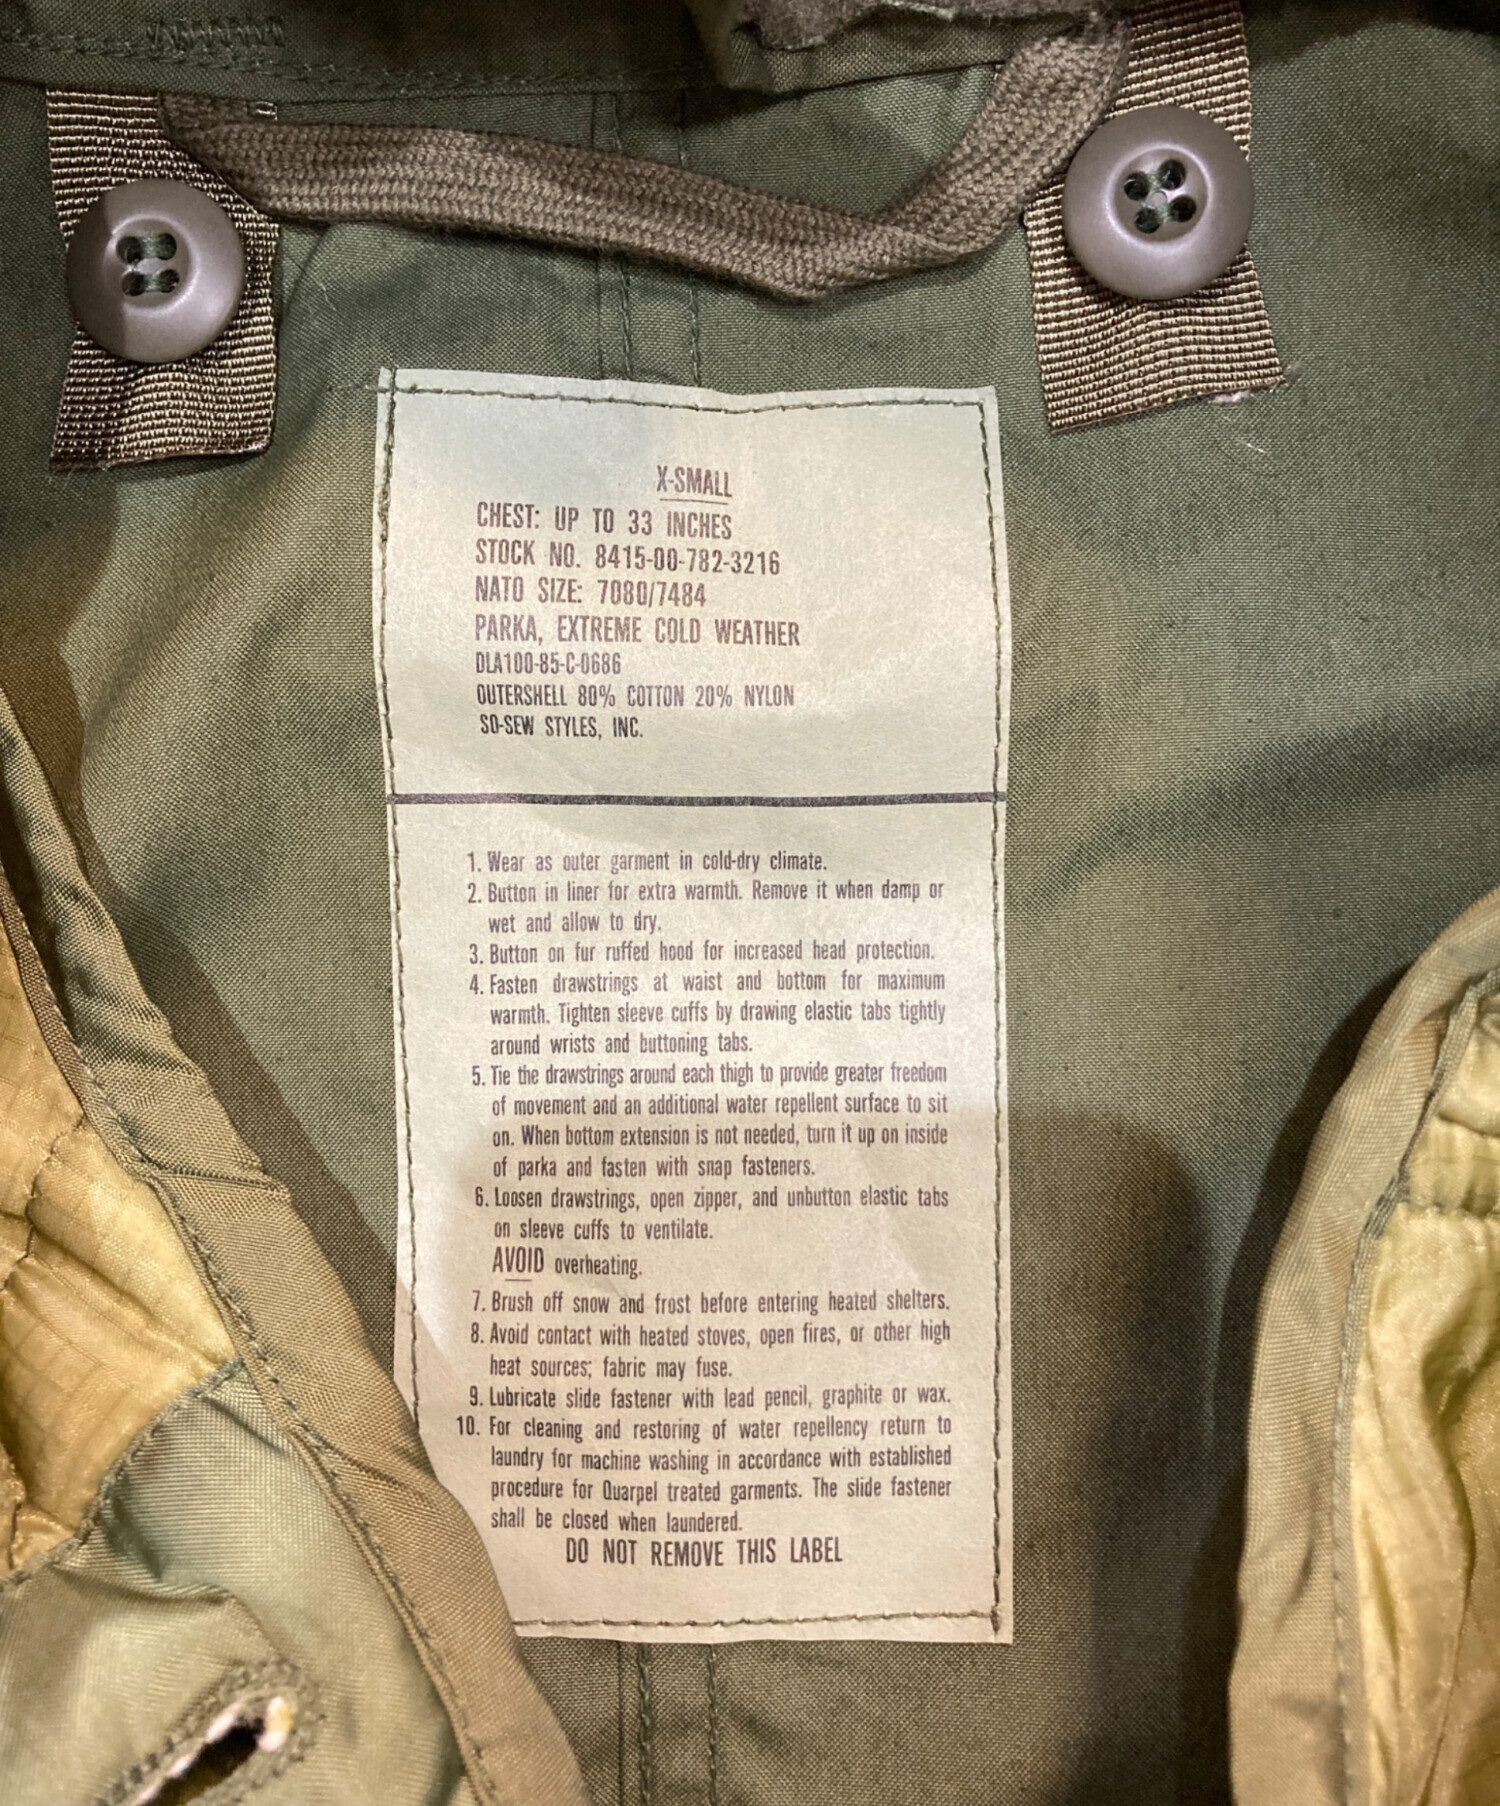 X-SMALL
CHEST: UP TO 33 INCHES
STOCK NO. 8415-00-782-3216
NATO SIZE: 7080/7484
PARKA, EXTREME COLD WEATHER
DLA100-85-C-0686
OUTERSHELL 80% COTTON 20% NYLON
SO-SEW STYLES, INC.
1. Wear as outer garment in cold-dry climate.
2. Button in liner for extra warmth. Remove it when damp or
wet and allow to dry.
3. Button on fur ruffed hood for increased head protection.
4. Fasten drawstrings at waist and bottom for maximum
warmth. Tighten sleeve cuffs by drawing elastic tabs tightly
around wrists and buttoning tabs.
5. Tie the drawstrings around each thigh to provide greater freedom
of movement and an additional water repellent surface to sit
on. When bottom extension is not needed, turn it up on inside
of parka and fasten with snap fasteners.
6. Loosen drawstrings, open zipper, and unbutton elastic tabs
on sleeve cuffs to ventilate.
AVOID overheating.
7. Brush off snow and frost before entering heated shelters.
8. Avoid contact with heated stoves, open fires, or other high
heat sources; fabric may fuse.
9. Lubricate slide fastener with lead pencil, graphite or wax.
10. For cleaning and restoring of water repellency return to
laundry for machine washing in accordance with established
procedure for Quarpel treated garments. The slide fastener
shall be closed when laundered.
DO NOT REMOVE THIS LABEL